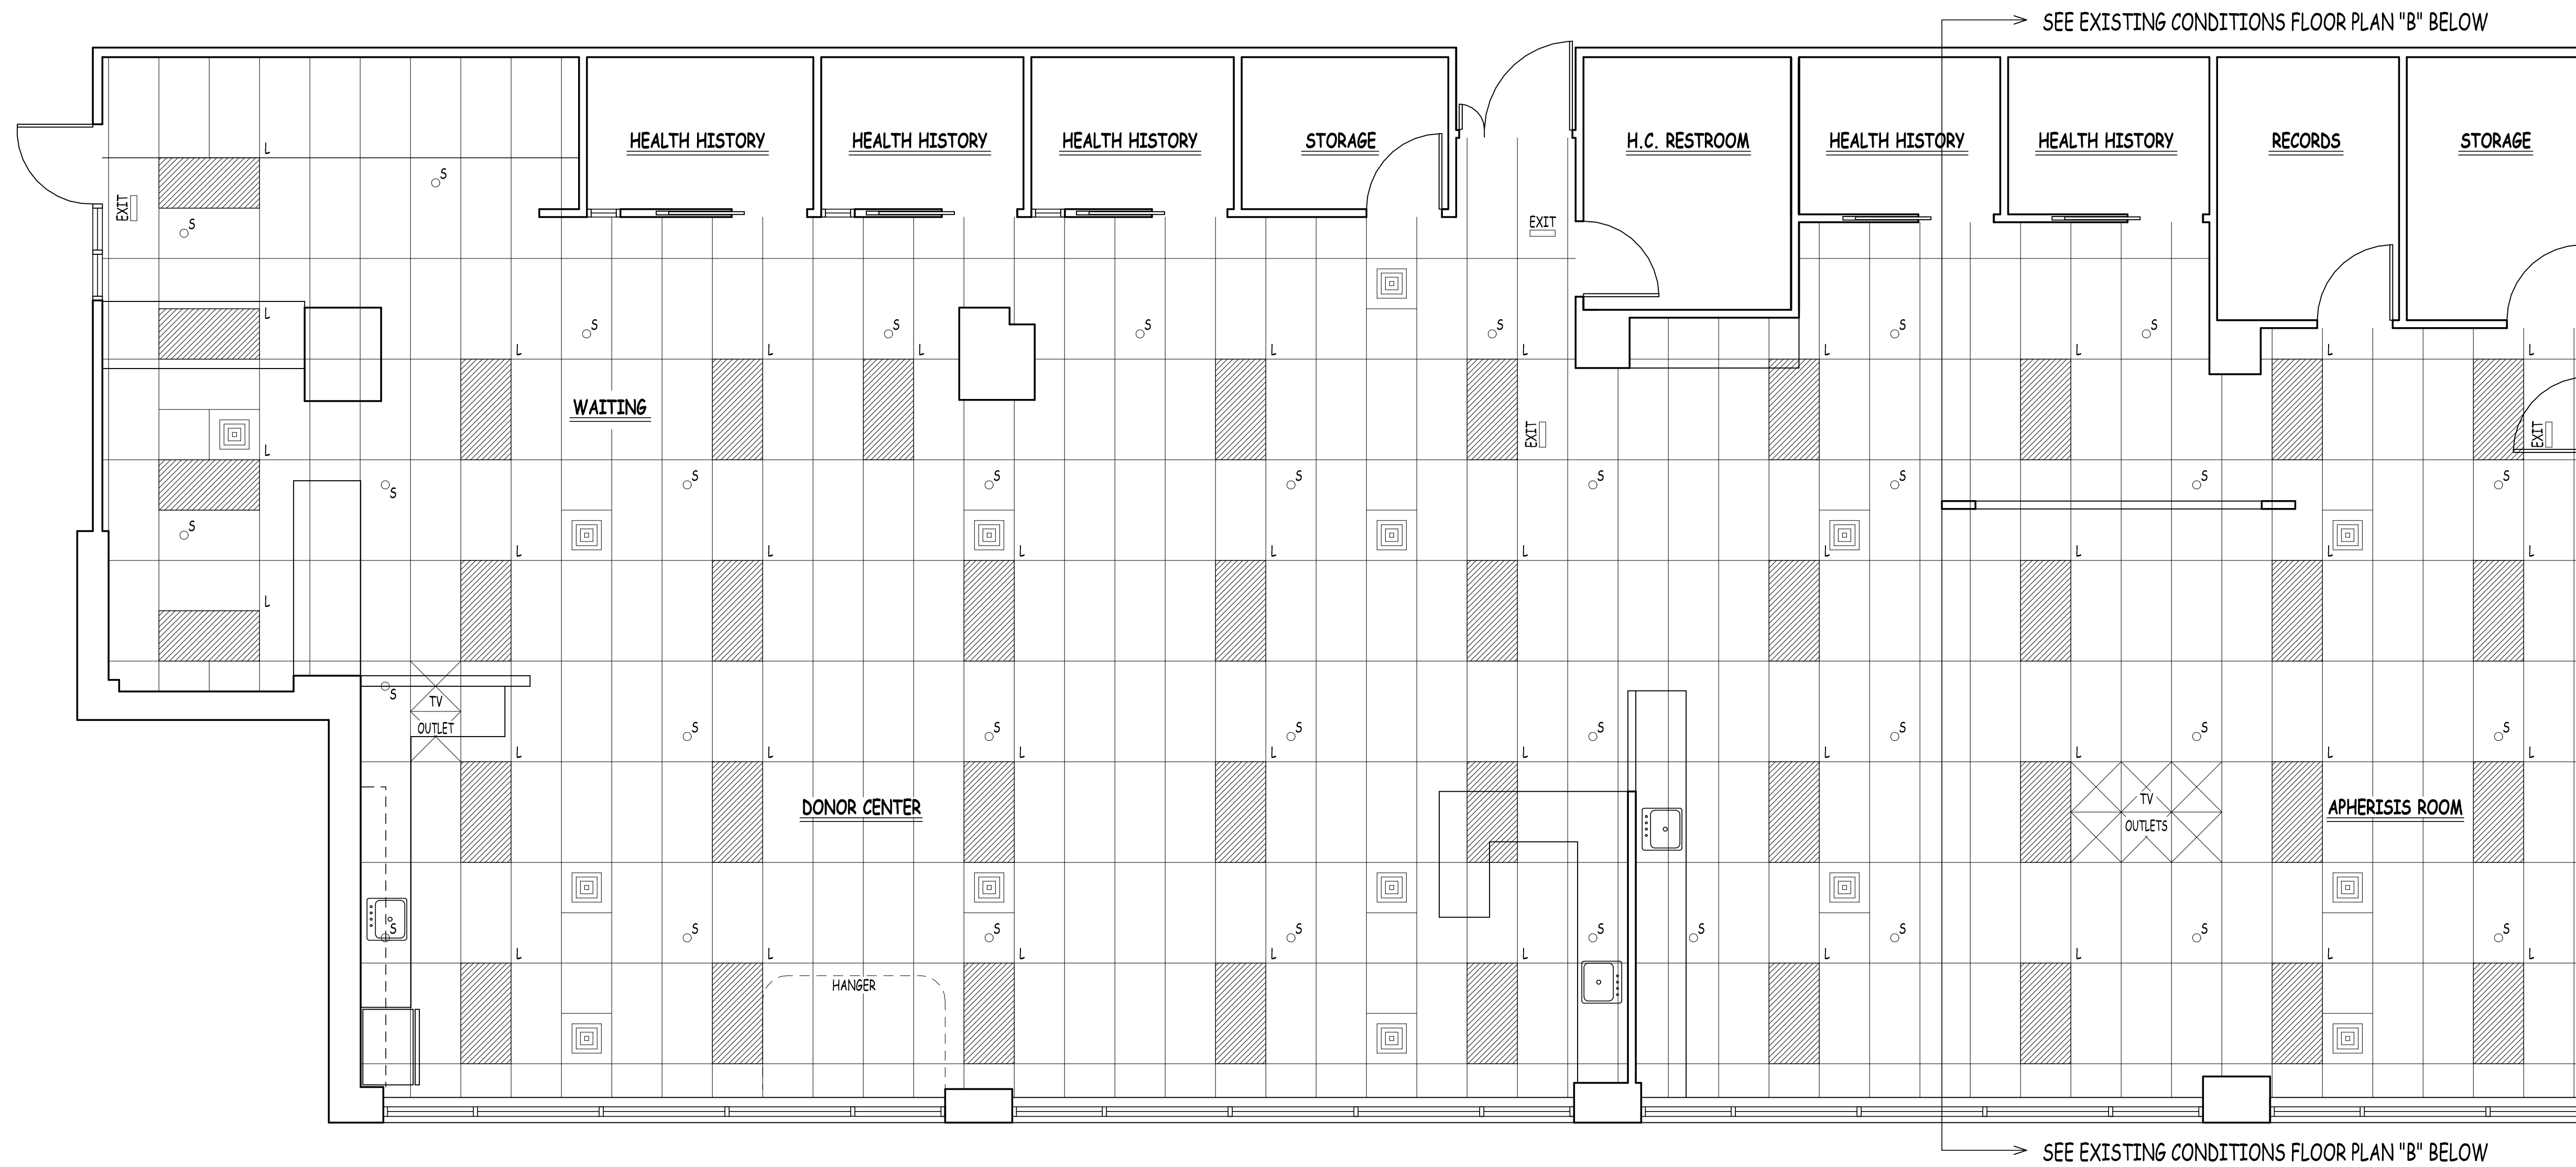 SEE EXISTING CONDITIONS FLOOR PLAN "B" BELOW
HEALTH HISTORY
HEALTH HISTORY
HEALTH HISTORY
STORAGE
H.C. RESTROOM
HEALTH HISTORY
HEALTH HISTORY
RECORDS
STORAGE
L
S
EXIT
S
EXIT
L
S
S
S
S
S
S
L
L
L
L
L
L
L
L
L
WAITING
EXIT
EXIT
L
S
S
S
S
S
S
S
S
S
L
L
L
L
L
L
L
L
L
L
S
TV
OUTLET
S
S
S
S
S
S
S
L
L
L
L
L
L
L
L
L
TV
OUTLETS
DONOR CENTER
APHERISIS ROOM
S
S
S
S
S
S
S
S
S
L
L
L
L
L
L
L
L
L
HANGER
SEE EXISTING CONDITIONS FLOOR PLAN "B" BELOW